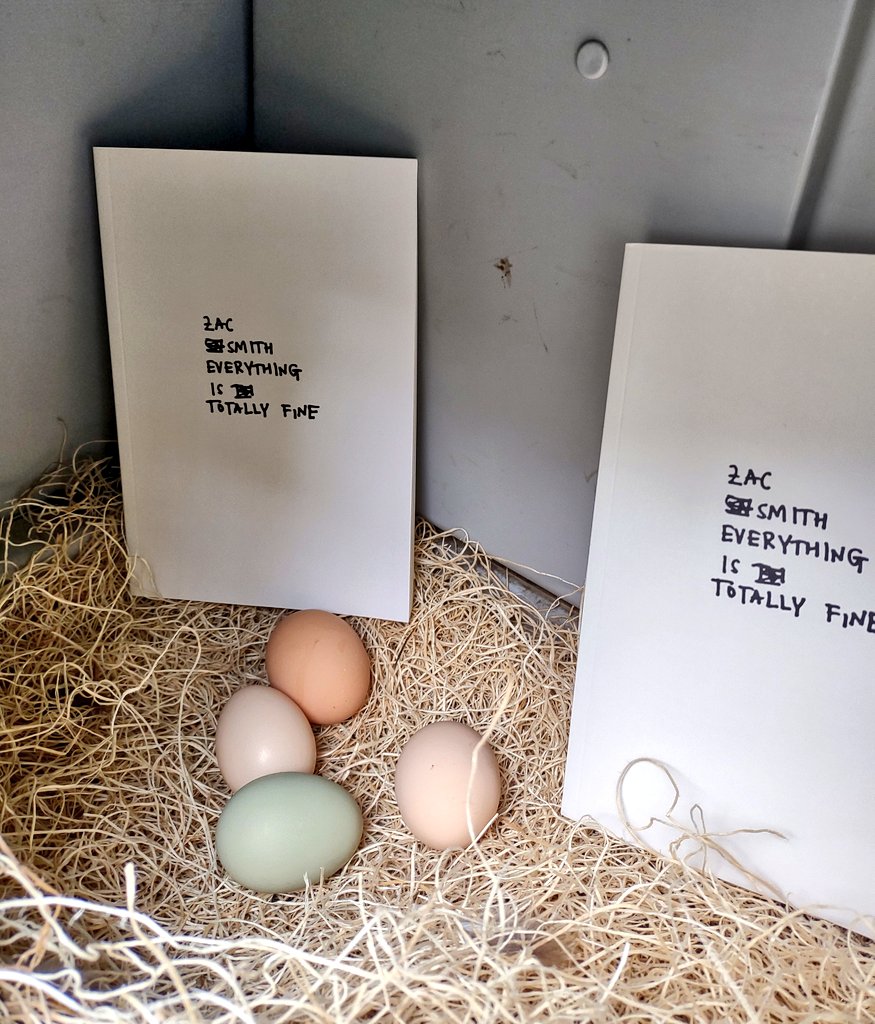 ZAC
SMITH
EVERYTHING
IS
TOTALLY FINE
ZAC
SMITH
EVERYTHING
IS
TOTALLY FINE